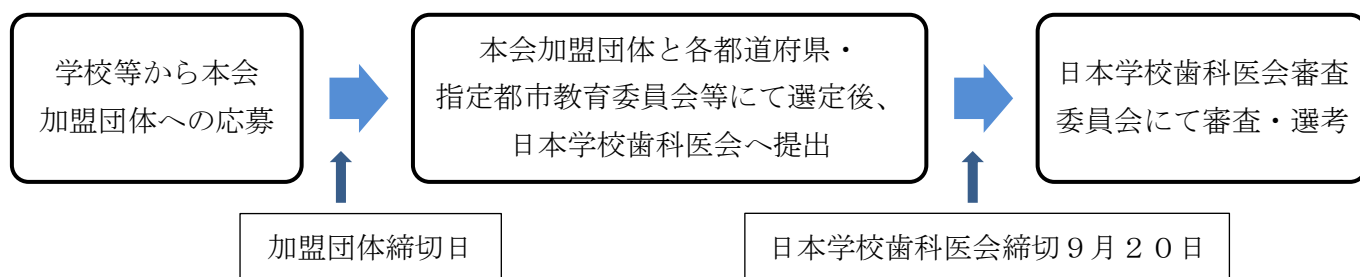 学校等から本会
加盟団体への応募
本会加盟団体と各都道府県・
指定都市教育委員会等にて選定後、
日本学校歯科医会へ提出
日本学校歯科医会審査
委員会にて審査・選考
加盟団体締切日
日本学校歯科医会締切９月２０日